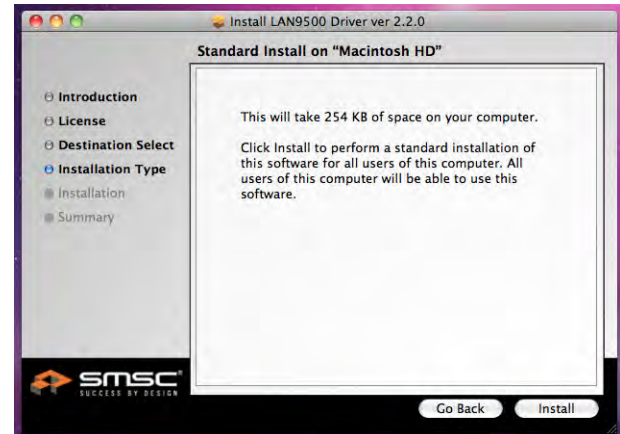 Install LAN9500 Driver ver 2.2.0
Standard Install on “Macintosh HD”
Introduction
License
Destination Select
Installation Type
Installation
Summary
This will take 254 KB of space on your computer.
Click Install to perform a standard installation of
this software for all users of this computer. All
users of this computer will be able to use this
software.
smsc
SUCCESS BY DESIGN
Go Back
Install